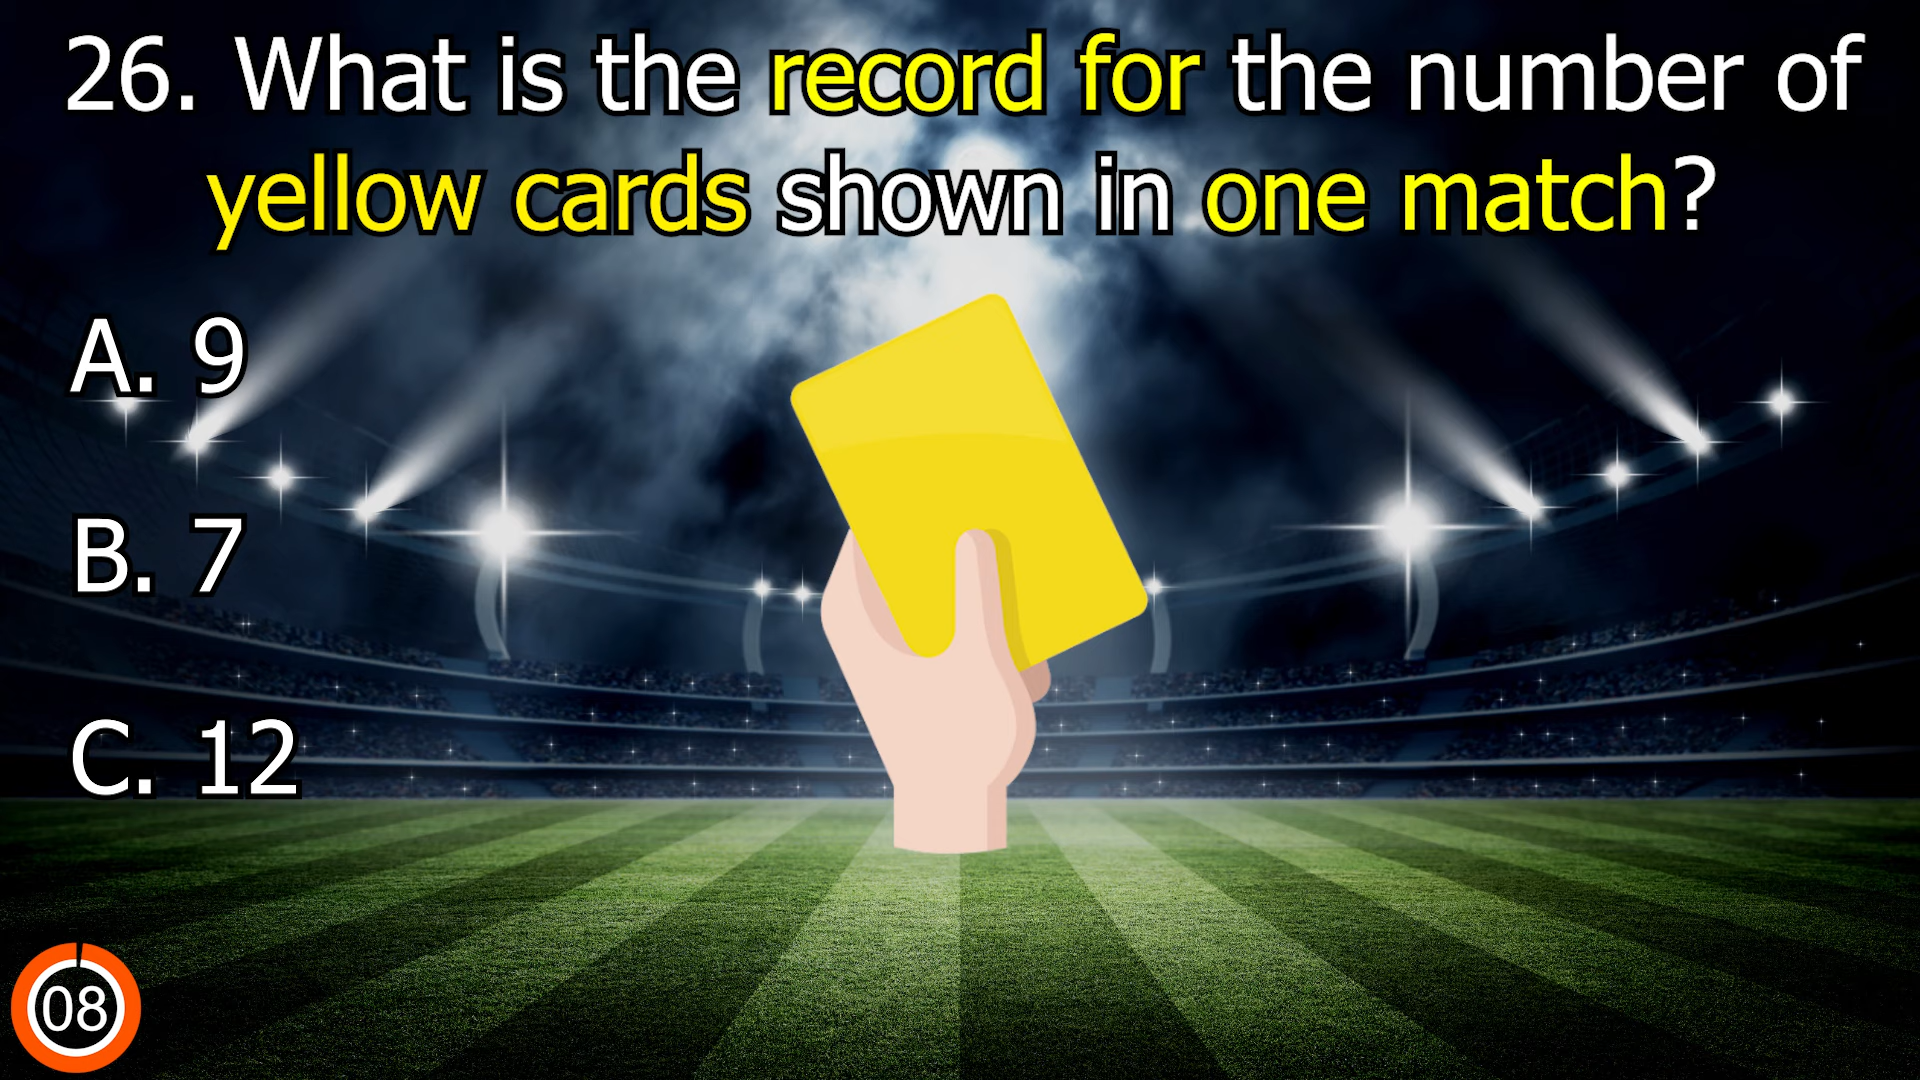 26. What is the record for the number of
yellow cards shown in one match?
A. 9
B. 7
C. 12
08